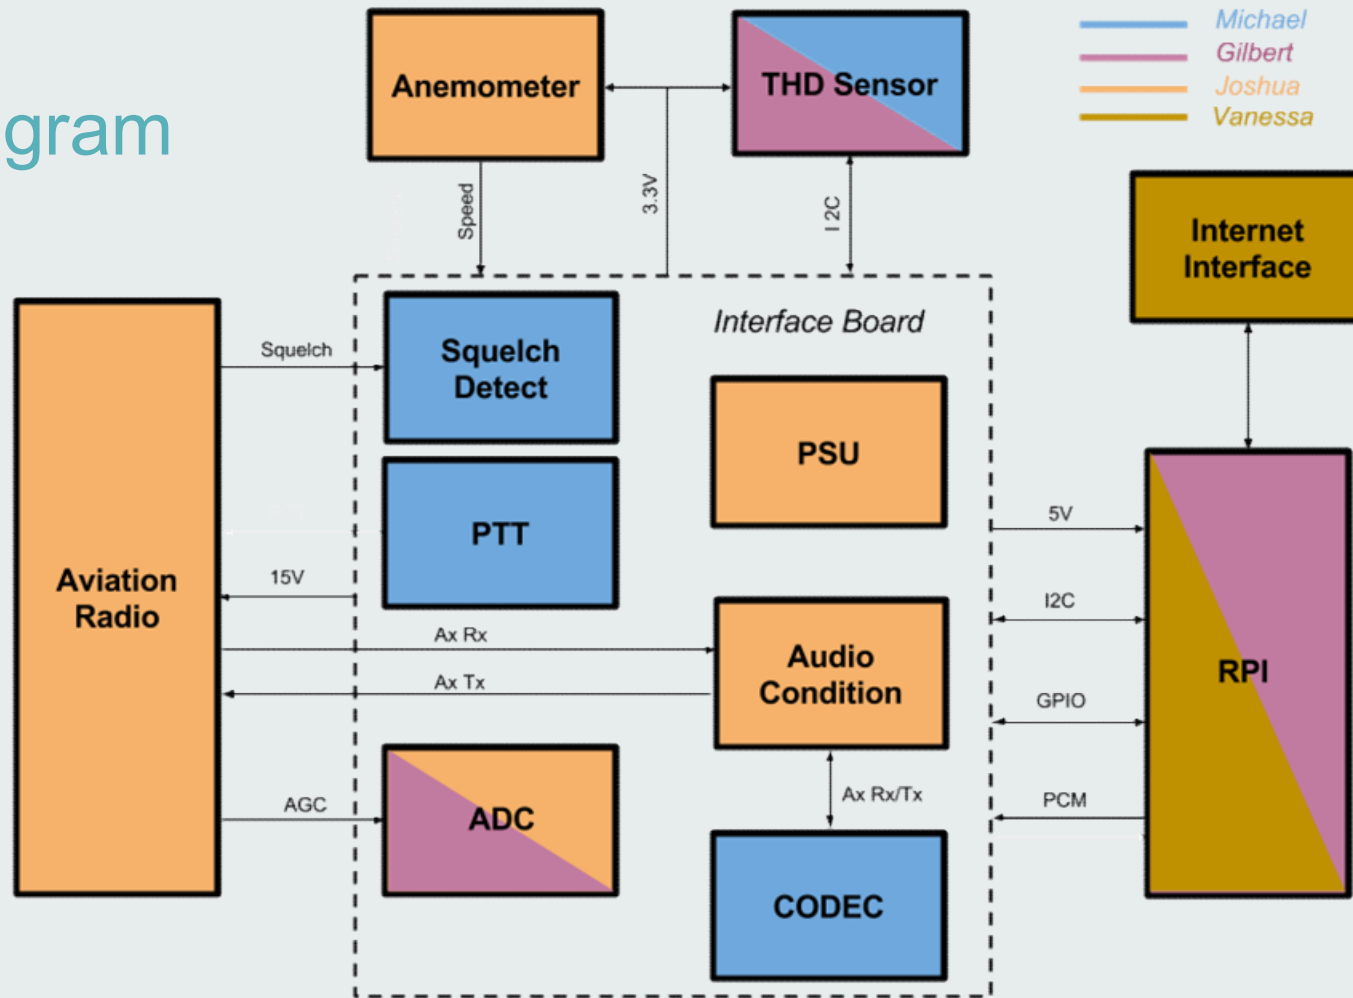 gram
Michael
Gilbert
Joshua
Vanessa
Anemometer
THD Sensor
Speed
3.3V
I 2C
Internet
Interface
Interface Board
Squelch
Squelch
Detect
PSU
PTT
5V
15V
Aviation
Radio
I2C
Ax Rx
Audio
Condition
RPI
Ax Tx
GPIO
AGC
ADC
Ax Rx/Tx
PCM
CODEC